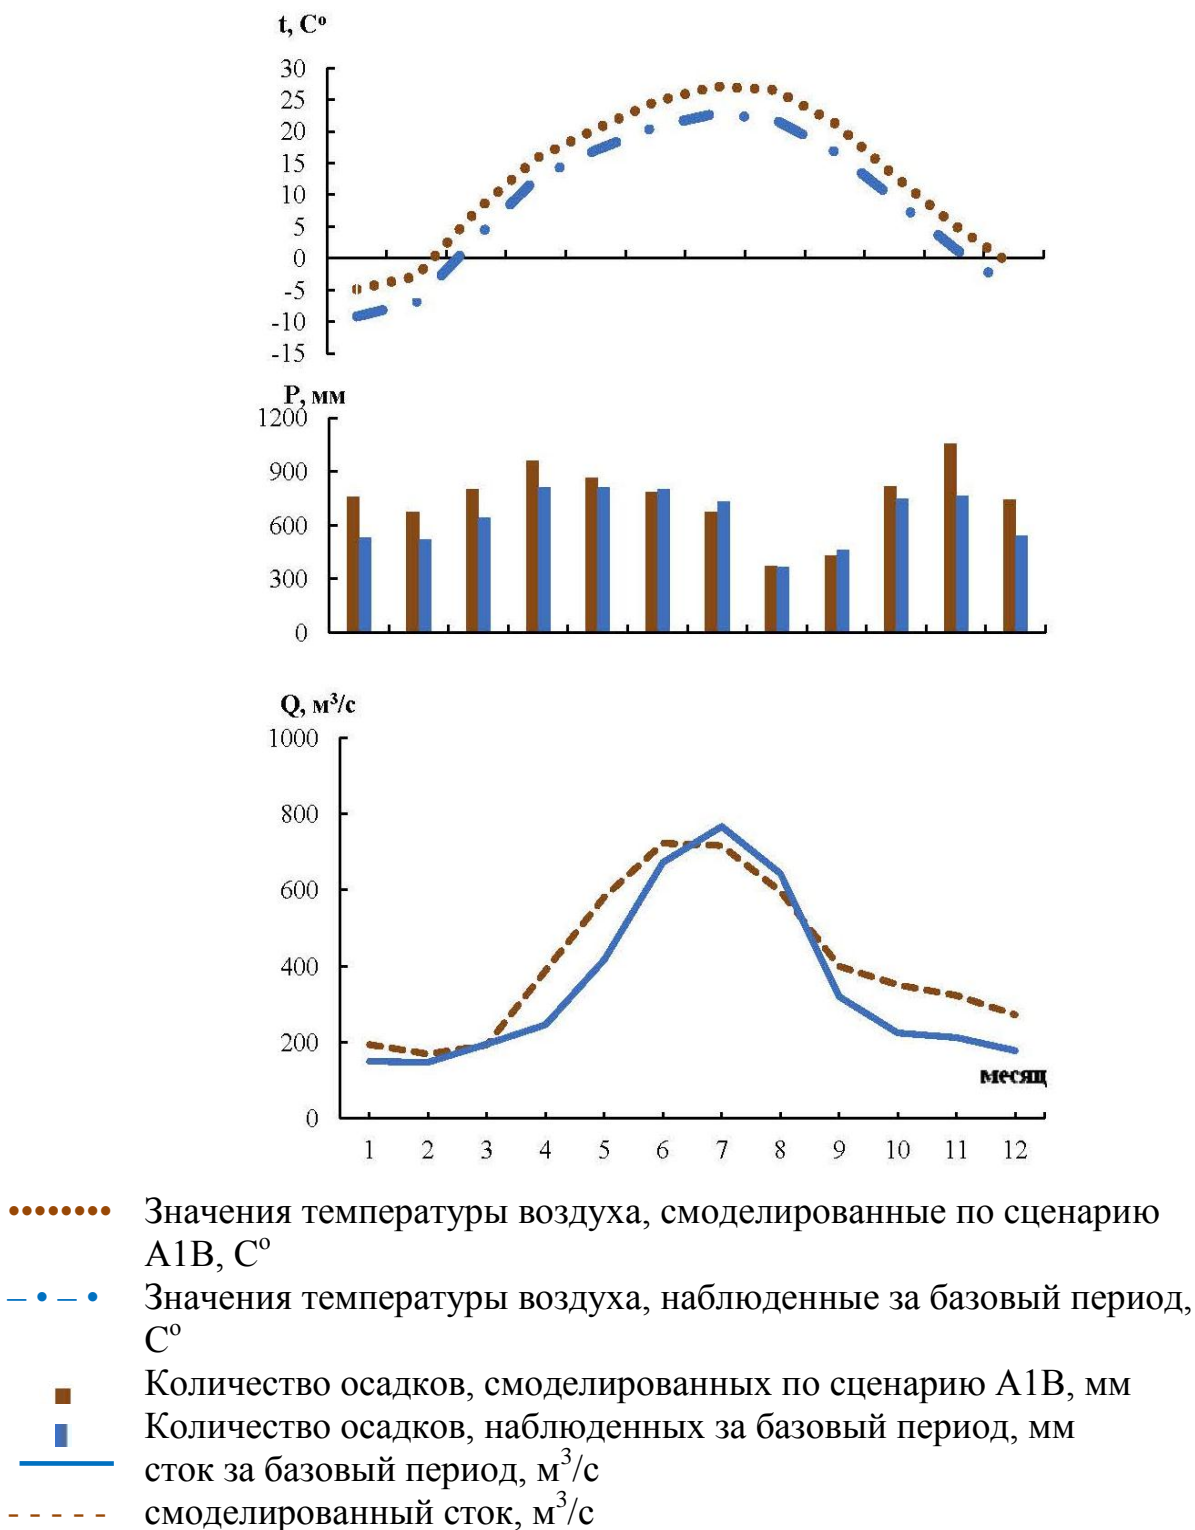 t, Cº
30
25
20
15
10
5
0
-5
-10
-15
P, мм
1200
900
600
300
0
Q, м³/с
1000
800
600
400
200
0
месяц
1 2 3 4 5 6 7 8 9 10 11 12
Значения температуры воздуха, смоделированные по сценарию
A1B, Cº
Значения температуры воздуха, наблюденные за базовый период,
Cº
Количество осадков, смоделированных по сценарию A1B, мм
Количество осадков, наблюденных за базовый период, мм
сток за базовый период, м³/с
смоделированный сток, м³/с